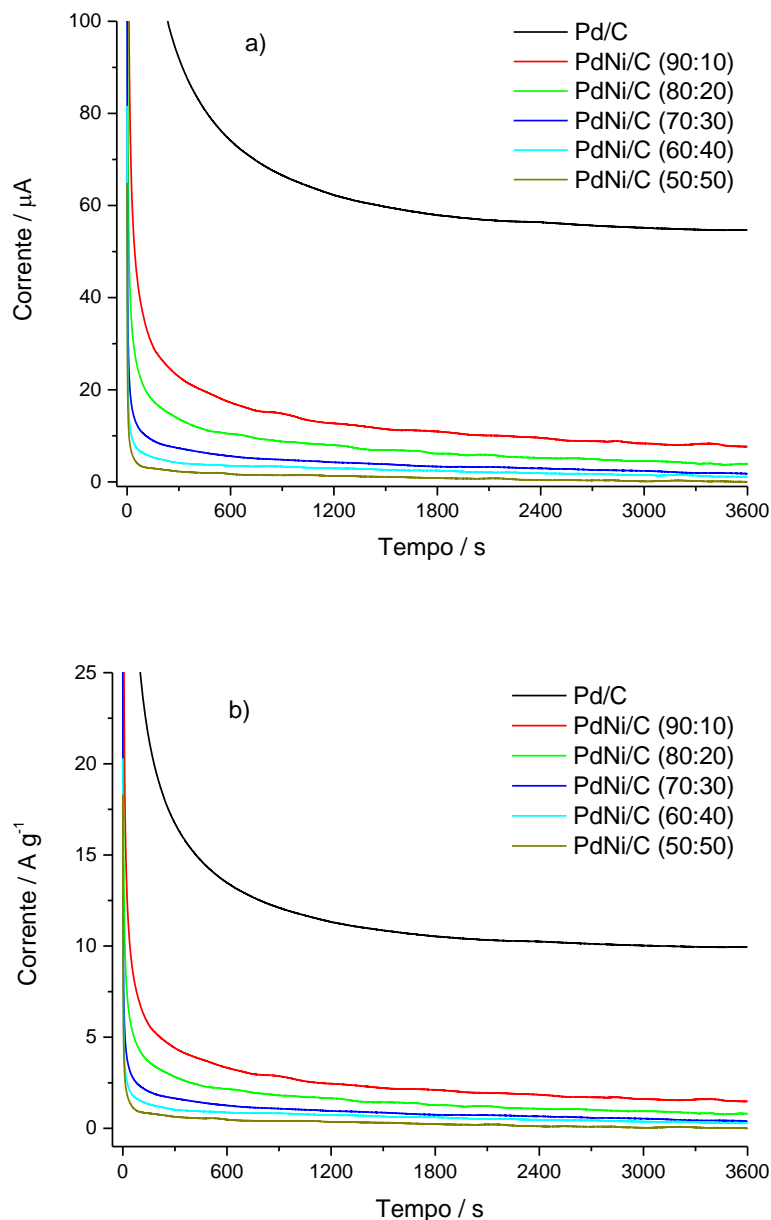 a)
Pd/C
PdNi/C (90:10)
PdNi/C (80:20)
PdNi/C (70:30)
PdNi/C (60:40)
PdNi/C (50:50)
100
80
60
40
20
0
Corrente / μA
0 600 1200 1800 2400 3000 3600
Tempo / s
b)
Pd/C
PdNi/C (90:10)
PdNi/C (80:20)
PdNi/C (70:30)
PdNi/C (60:40)
PdNi/C (50:50)
25
20
15
10
5
0
Corrente / A g⁻¹
0 600 1200 1800 2400 3000 3600
Tempo / s